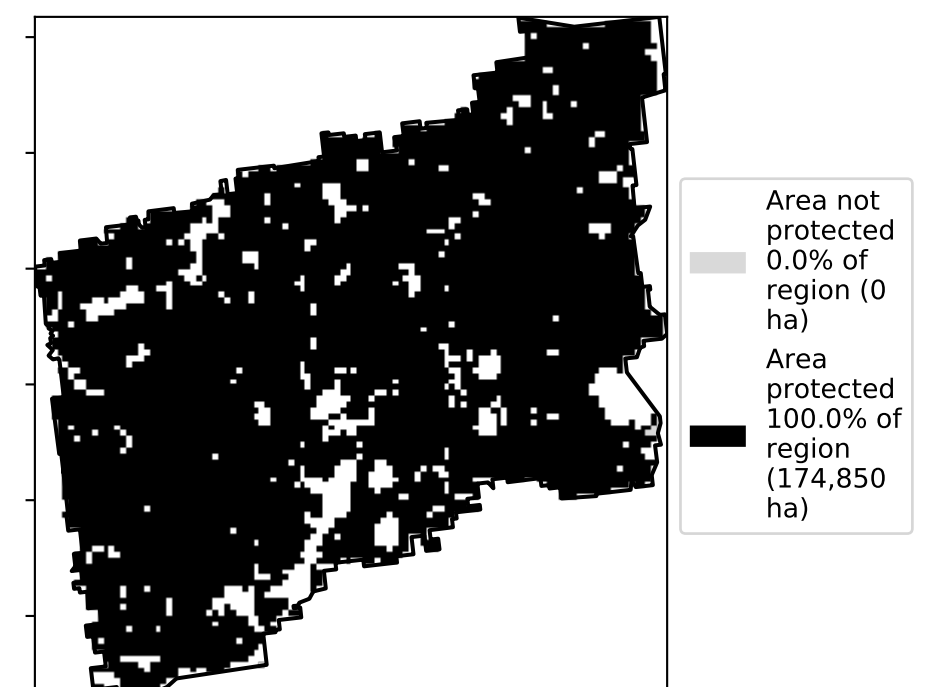 Area not
protected
0.0% of
region (0
ha)
Area
protected
100.0% of
region
(174,850
ha)